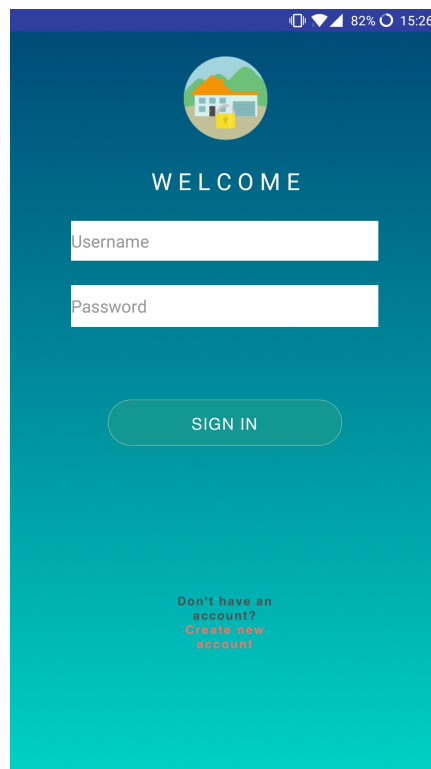 82% 15:26
WELCOME
Username
Password
SIGN IN
Don't have an
account?
Create new
account